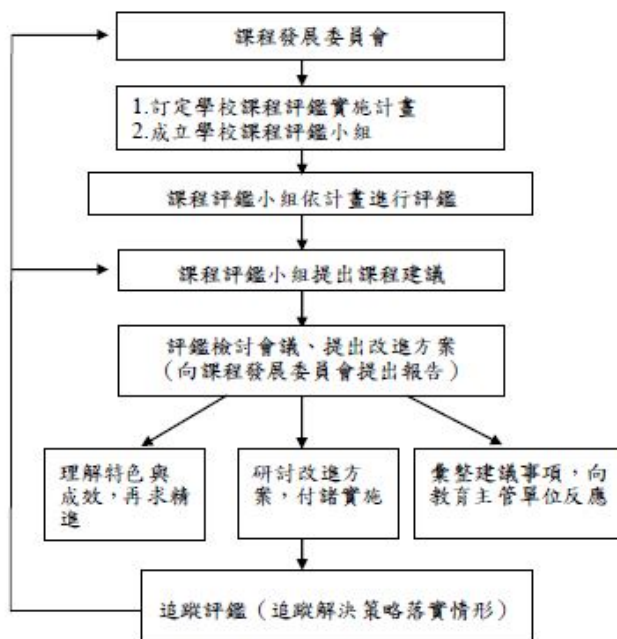 課程發展委員會
1.訂定學校課程評鑑實施計畫
2.成立學校課程評鑑小組
課程評鑑小組依計畫進行評鑑
課程評鑑小組提出課程建議
評鑑檢討會議、提出改進方案
（向課程發展委員會提出報告）
理解特色與
成效，再求精
進
研討改進方
案，付諸實施
彙整建議事項，向
教育主管單位反應
追蹤評鑑（追蹤解決策略落實情形）